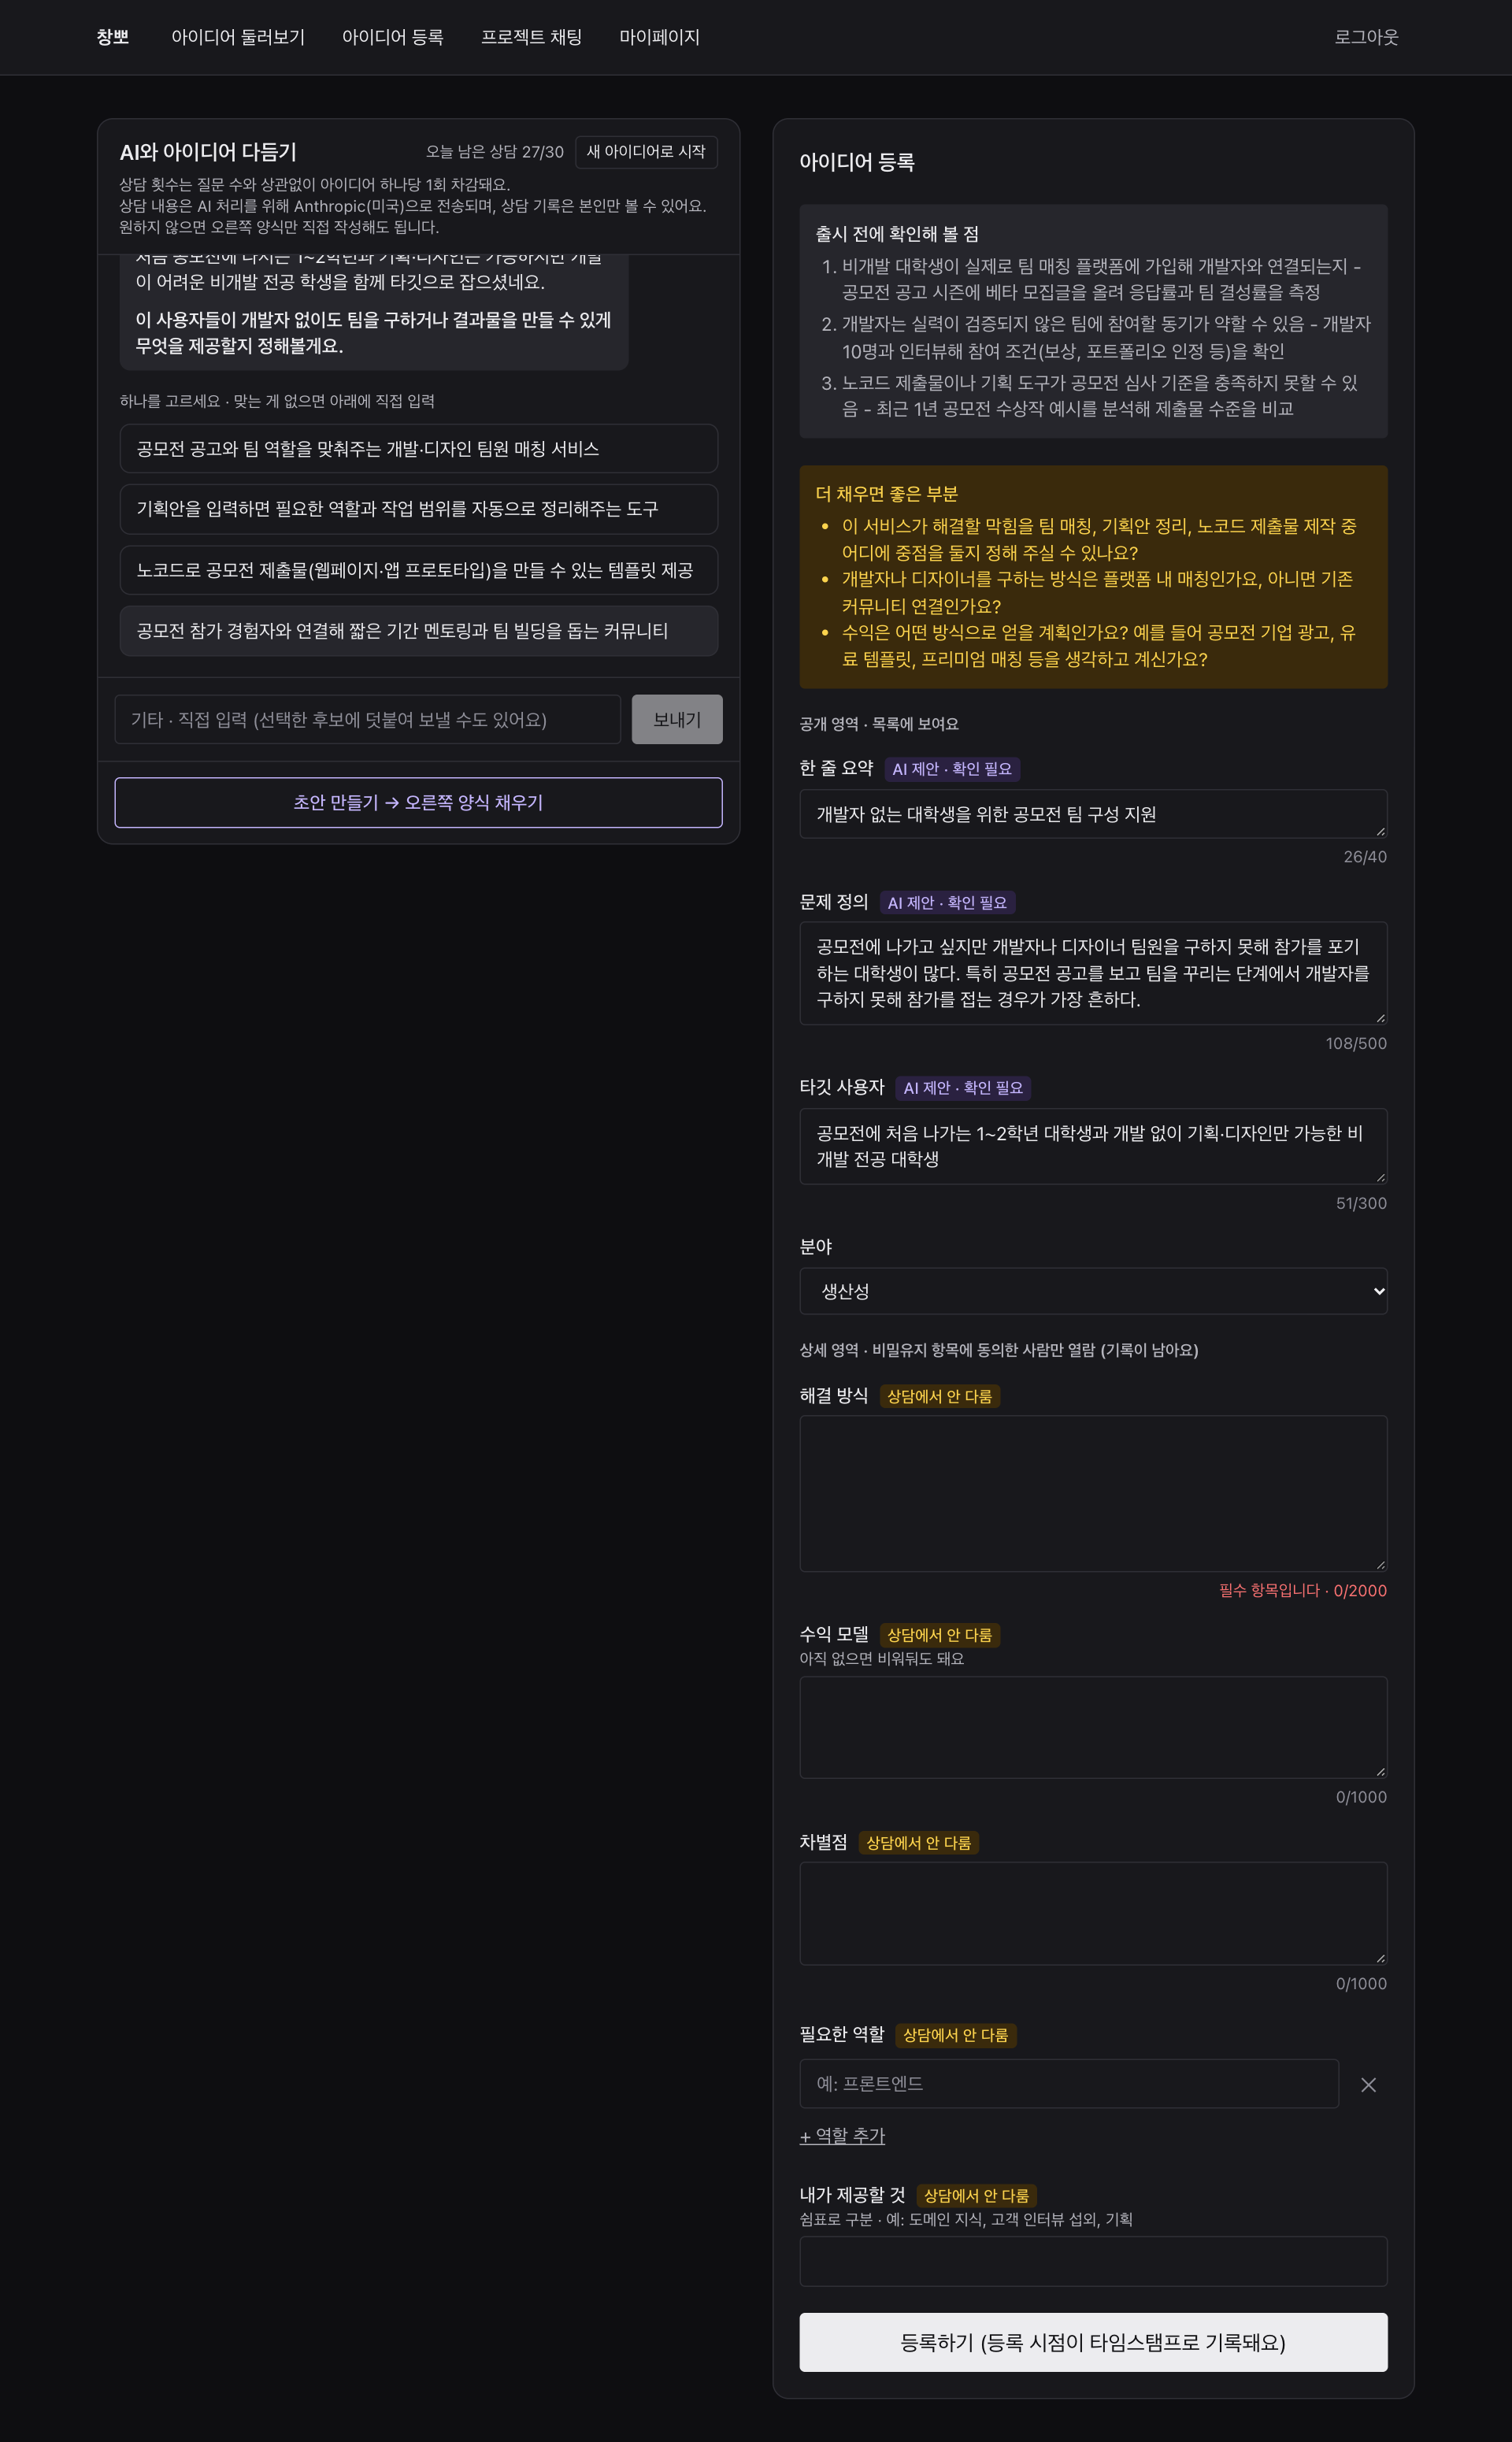 창뽀
아이디어 둘러보기
아이디어 등록
프로젝트 채팅
마이페이지
로그아웃
AI와 아이디어 다듬기
오늘 남은 상담 27/30
새 아이디어로 시작
상담 횟수는 질문 수와 상관없이 아이디어 하나당 1회 차감돼요.
상담 내용은 AI 처리를 위해 Anthropic(미국)으로 전송되며, 상담 기록은 본인만 볼 수 있어요.
원하지 않으면 오른쪽 양식만 직접 작성해도 됩니다.
이 어려운 비개발 전공 학생을 함께 타깃으로 잡으셨네요.
이 사용자들이 개발자 없이도 팀을 구하거나 결과물을 만들 수 있게
무엇을 제공할지 정해볼게요.
하나를 고르세요 · 맞는 게 없으면 아래에 직접 입력
공모전 공고와 팀 역할을 맞춰주는 개발·디자인 팀원 매칭 서비스
기획안을 입력하면 필요한 역할과 작업 범위를 자동으로 정리해주는 도구
노코드로 공모전 제출물(웹페이지·앱 프로토타입)을 만들 수 있는 템플릿 제공
공모전 참가 경험자와 연결해 짧은 기간 멘토링과 팀 빌딩을 돕는 커뮤니티
기타 · 직접 입력 (선택한 후보에 덧붙여 보낼 수도 있어요)
보내기
초안 만들기 → 오른쪽 양식 채우기
아이디어 등록
출시 전에 확인해 볼 점
1. 비개발 대학생이 실제로 팀 매칭 플랫폼에 가입해 개발자와 연결되는지 -
공모전 공고 시즌에 베타 모집글을 올려 응답률과 팀 결성률을 측정
2. 개발자는 실력이 검증되지 않은 팀에 참여할 동기가 약할 수 있음 - 개발자
10명과 인터뷰해 참여 조건(보상, 포트폴리오 인정 등)을 확인
3. 노코드 제출물이나 기획 도구가 공모전 심사 기준을 충족하지 못할 수 있
음 - 최근 1년 공모전 수상작 예시를 분석해 제출물 수준을 비교
더 채우면 좋은 부분
• 이 서비스가 해결할 막힘을 팀 매칭, 기획안 정리, 노코드 제출물 제작 중
어디에 중점을 둘지 정해 주실 수 있나요?
• 개발자나 디자이너를 구하는 방식은 플랫폼 내 매칭인가요, 아니면 기존
커뮤니티 연결인가요?
• 수익은 어떤 방식으로 얻을 계획인가요? 예를 들어 공모전 기업 광고, 유
료 템플릿, 프리미엄 매칭 등을 생각하고 계신가요?
공개 영역 · 목록에 보여요
한 줄 요약 AI 제안 · 확인 필요
개발자 없는 대학생을 위한 공모전 팀 구성 지원
26/40
문제 정의 AI 제안 · 확인 필요
공모전에 나가고 싶지만 개발자나 디자이너 팀원을 구하지 못해 참가를 포기
하는 대학생이 많다. 특히 공모전 공고를 보고 팀을 꾸리는 단계에서 개발자를
구하지 못해 참가를 접는 경우가 가장 흔하다.
108/500
타깃 사용자 AI 제안 · 확인 필요
공모전에 처음 나가는 1~2학년 대학생과 개발 없이 기획·디자인만 가능한 비
개발 전공 대학생
51/300
분야
생산성
상세 영역 · 비밀유지 항목에 동의한 사람만 열람 (기록이 남아요)
해결 방식 상담에서 안 다룸
필수 항목입니다 · 0/2000
수익 모델 상담에서 안 다룸
아직 없으면 비워둬도 돼요
0/1000
차별점 상담에서 안 다룸
0/1000
필요한 역할 상담에서 안 다룸
예: 프론트엔드
+ 역할 추가
내가 제공할 것 상담에서 안 다룸
쉼표로 구분 · 예: 도메인 지식, 고객 인터뷰 섭외, 기획
등록하기 (등록 시점이 타임스탬프로 기록돼요)